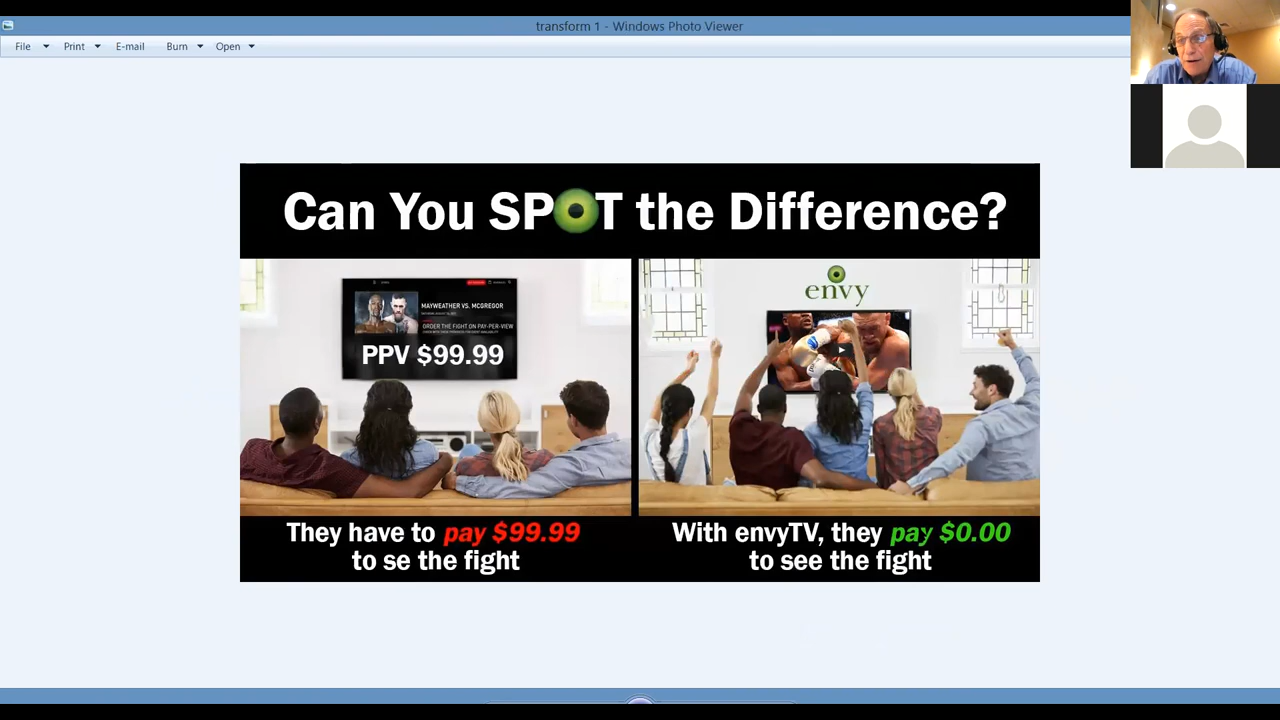 transform 1 - Windows Photo Viewer
File Print E-mail Burn Open
Can You SPOT the Difference?
MAYWEATHER VS. MCGREGOR
ORDER THE FIGHT ON PAY-PER-VIEW
PPV $99.99
envy
They have to pay $99.99
to se the fight
With envyTV, they pay $0.00
to see the fight